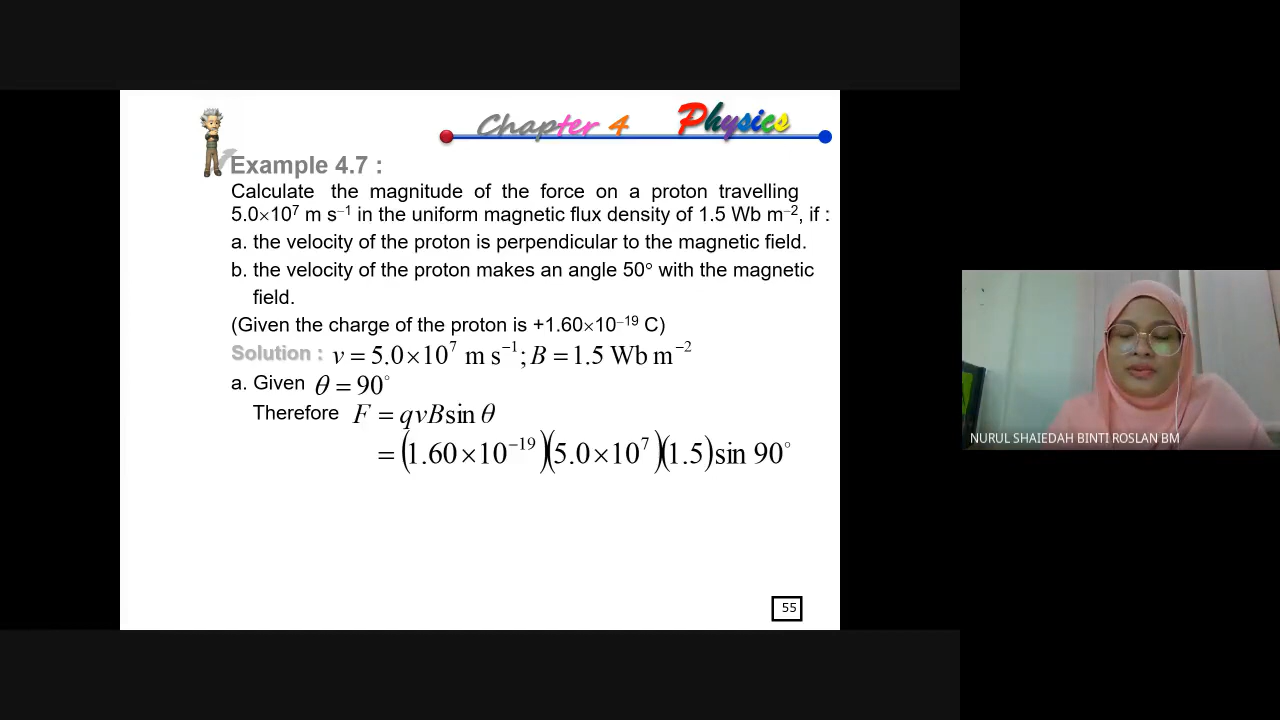 Chapter 4 Physics
Example 4.7 :
Calculate the magnitude of the force on a proton travelling
5.0×10⁷ m s⁻¹ in the uniform magnetic flux density of 1.5 Wb m⁻², if :
a. the velocity of the proton is perpendicular to the magnetic field.
b. the velocity of the proton makes an angle 50° with the magnetic
field.
(Given the charge of the proton is +1.60×10⁻¹⁹ C)
Solution : v = 5.0×10⁷ m s⁻¹; B = 1.5 Wb m⁻²
a. Given θ = 90°
Therefore F = qvB sin θ
= (1.60×10⁻¹⁹)(5.0×10⁷)(1.5) sin 90°
55
NURUL SHAIEDAH BINTI ROSLAN BM